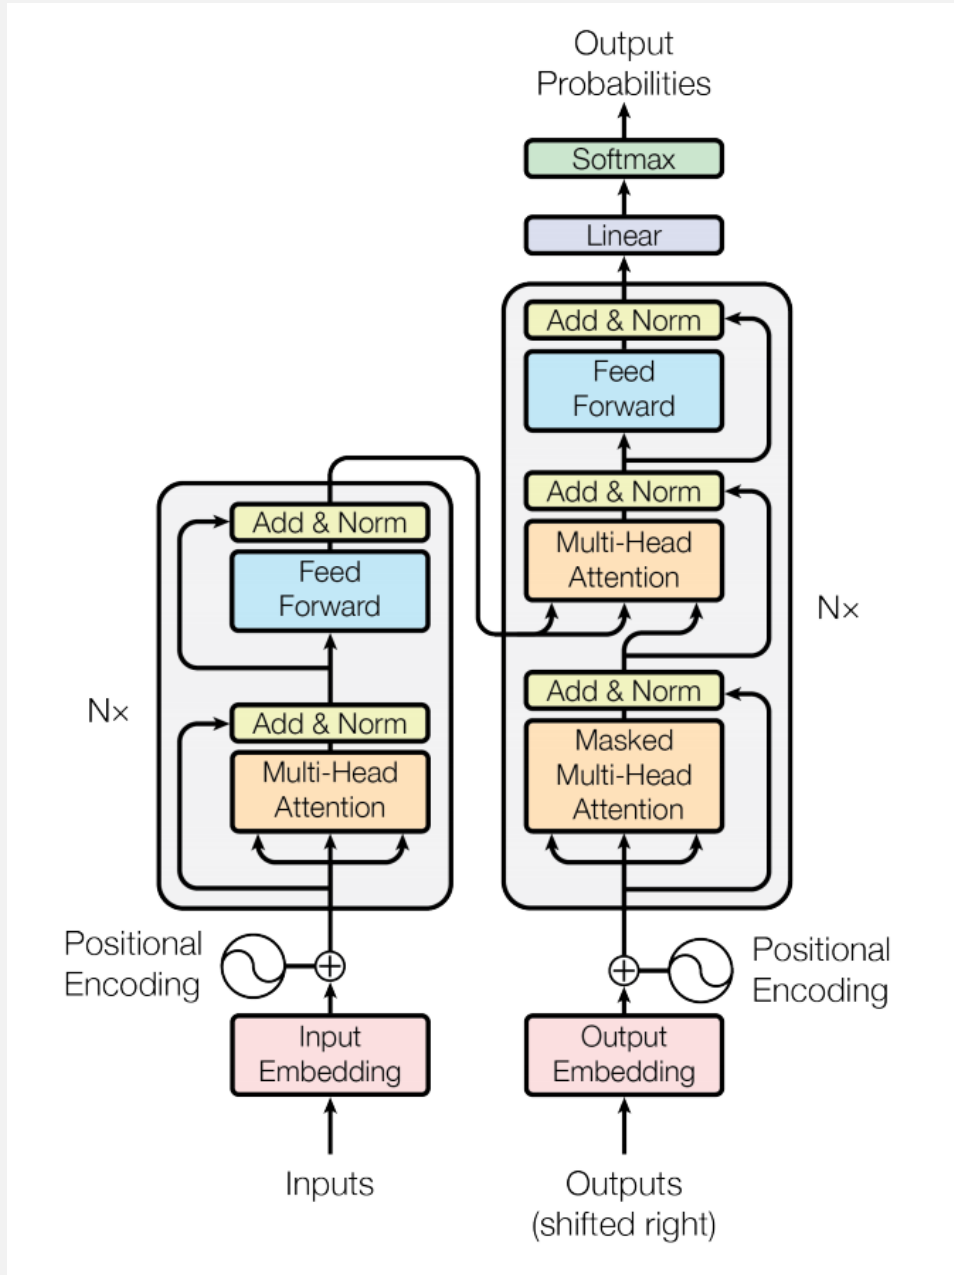 Output
Probabilities
Softmax
Linear
Add & Norm
Feed
Forward
Add & Norm
Multi-Head
Attention
Add & Norm
Masked
Multi-Head
Attention
N×
Add & Norm
Feed
Forward
Add & Norm
Multi-Head
Attention
N×
Positional
Encoding
Positional
Encoding
Input
Embedding
Output
Embedding
Inputs
Outputs
(shifted right)